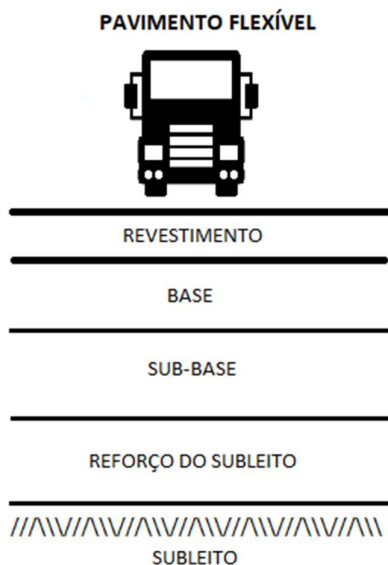 PAVIMENTO FLEXÍVEL
REVESTIMENTO
BASE
SUB-BASE
REFORÇO DO SUBLEITO
SUBLEITO